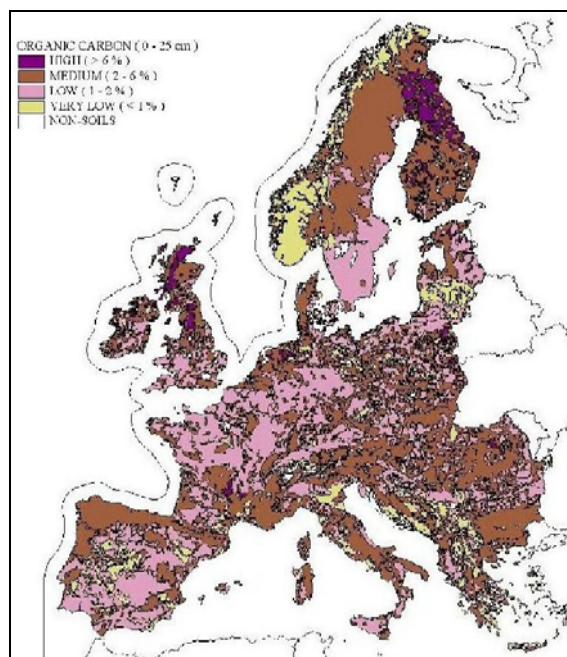 ORGANIC CARBON ( 0 - 25 cm )
HIGH ( > 6 % )
MEDIUM ( 2 - 6 % )
LOW ( 1 - 2 % )
VERY LOW ( < 1 % )
NON-SOILS